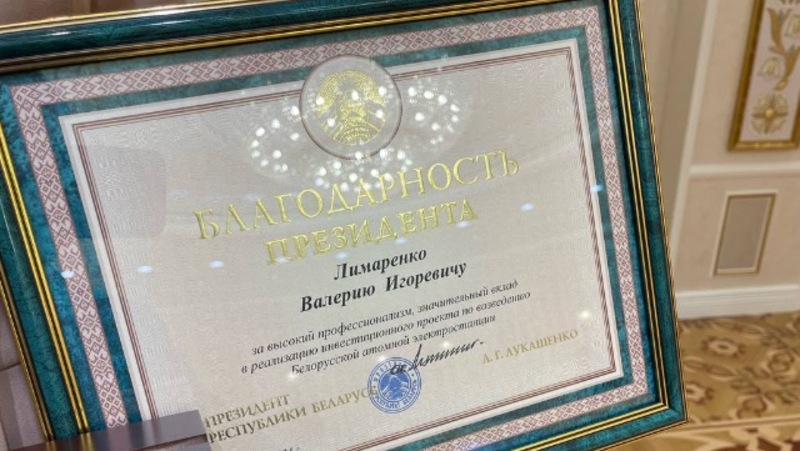 БЛАГОДАРНОСТЬ
ПРЕЗИДЕНТА
Лимаренко
Валерию Игоревичу
за высокий профессионализм, значительный вклад
в реализацию инвестиционного проекта по возведению
Белорусской атомной электростанции
ПРЕЗИДЕНТ
РЕСПУБЛИКИ БЕЛАРУСЬ
А.Г. ЛУКАШЕНКО